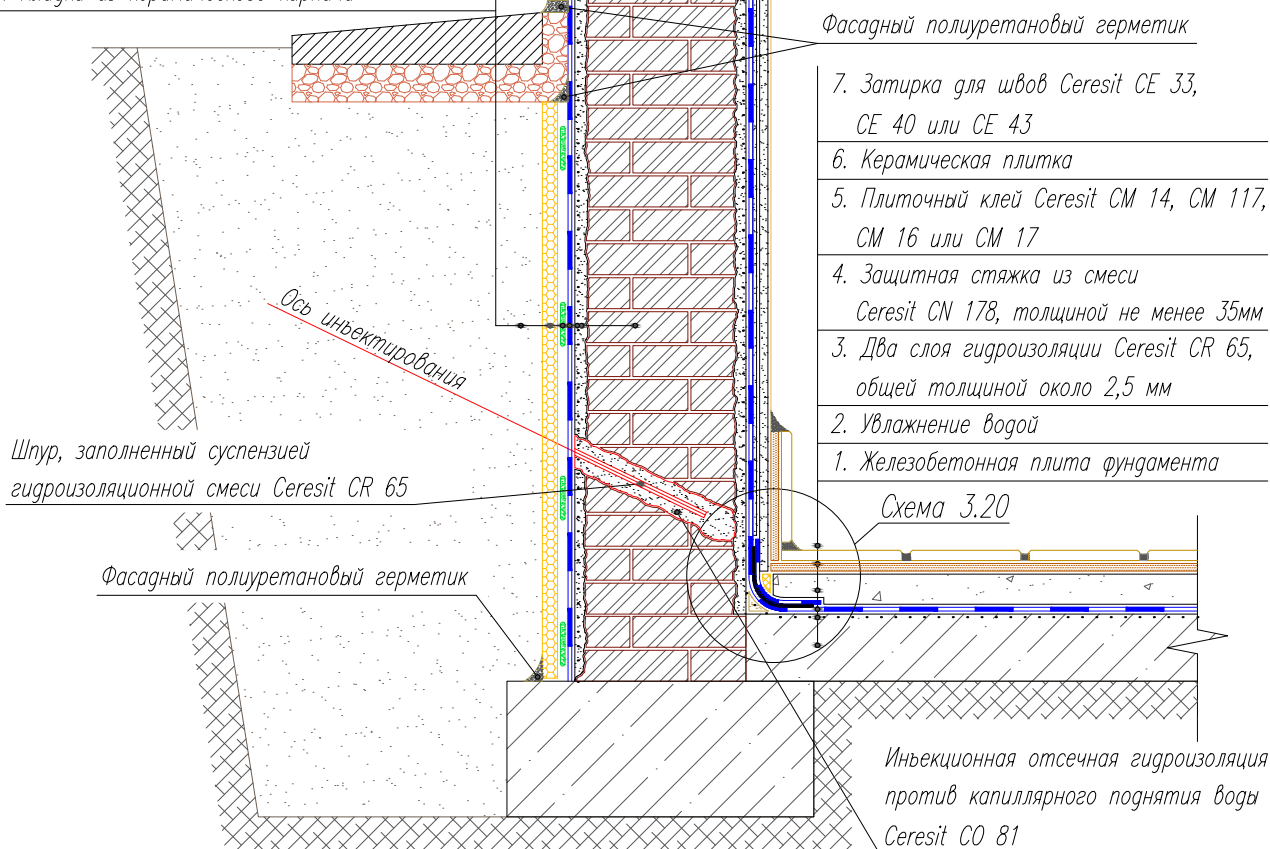 Фасадный полиуретановый герметик
7. Затирка для швов Ceresit CE 33,
CE 40 или CE 43
6. Керамическая плитка
5. Плиточный клей Ceresit CM 14, CM 117,
CM 16 или CM 17
4. Защитная стяжка из смеси
Ceresit CN 178, толщиной не менее 35мм
3. Два слоя гидроизоляции Ceresit CR 65,
общей толщиной около 2,5 мм
2. Увлажнение водой
1. Железобетонная плита фундамента
Схема 3.20
Ось инъектирования
Шпур, заполненный суспензией
гидроизоляционной смеси Ceresit CR 65
Фасадный полиуретановый герметик
Инъекционная отсечная гидроизоляция
против капиллярного поднятия воды
Ceresit CO 81